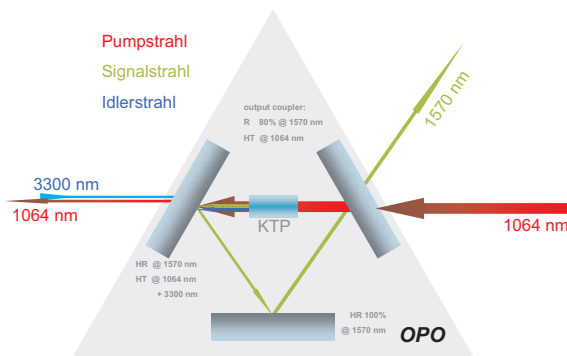 Pumpstrahl
Signalstrahl
Idlerstrahl
output coupler:
R 80% @ 1570 nm
HT @ 1064 nm
1570 nm
3300 nm
1064 nm
KTP
1064 nm
HR @ 1570 nm
HT @ 1064 nm
+ 3300 nm
HR 100%
@ 1570 nm
OPO